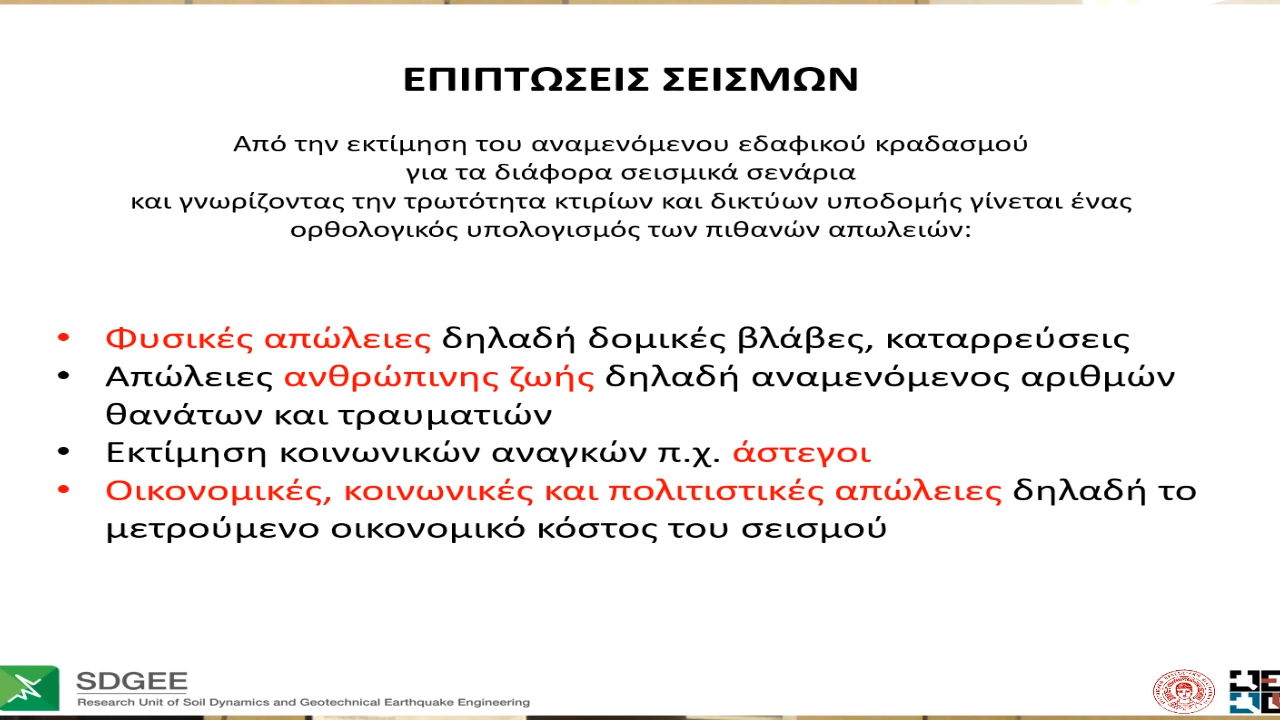 ΕΠΙΠΤΩΣΕΙΣ ΣΕΙΣΜΩΝ
Από την εκτίμηση του αναμενόμενου εδαφικού κραδασμού
για τα διάφορα σεισμικά σενάρια
και γνωρίζοντας την τρωτότητα κτιρίων και δικτύων υποδομής γίνεται ένας
ορθολογικός υπολογισμός των πιθανών απωλειών:
• Φυσικές απώλειες δηλαδή δομικές βλάβες, καταρρεύσεις
• Απώλειες ανθρώπινης ζωής δηλαδή αναμενόμενος αριθμών
θανάτων και τραυματιών
• Εκτίμηση κοινωνικών αναγκών π.χ. άστεγοι
• Οικονομικές, κοινωνικές και πολιτιστικές απώλειες δηλαδή το
μετρούμενο οικονομικό κόστος του σεισμού
SDGEE
Research Unit of Soil Dynamics and Geotechnical Earthquake Engineering